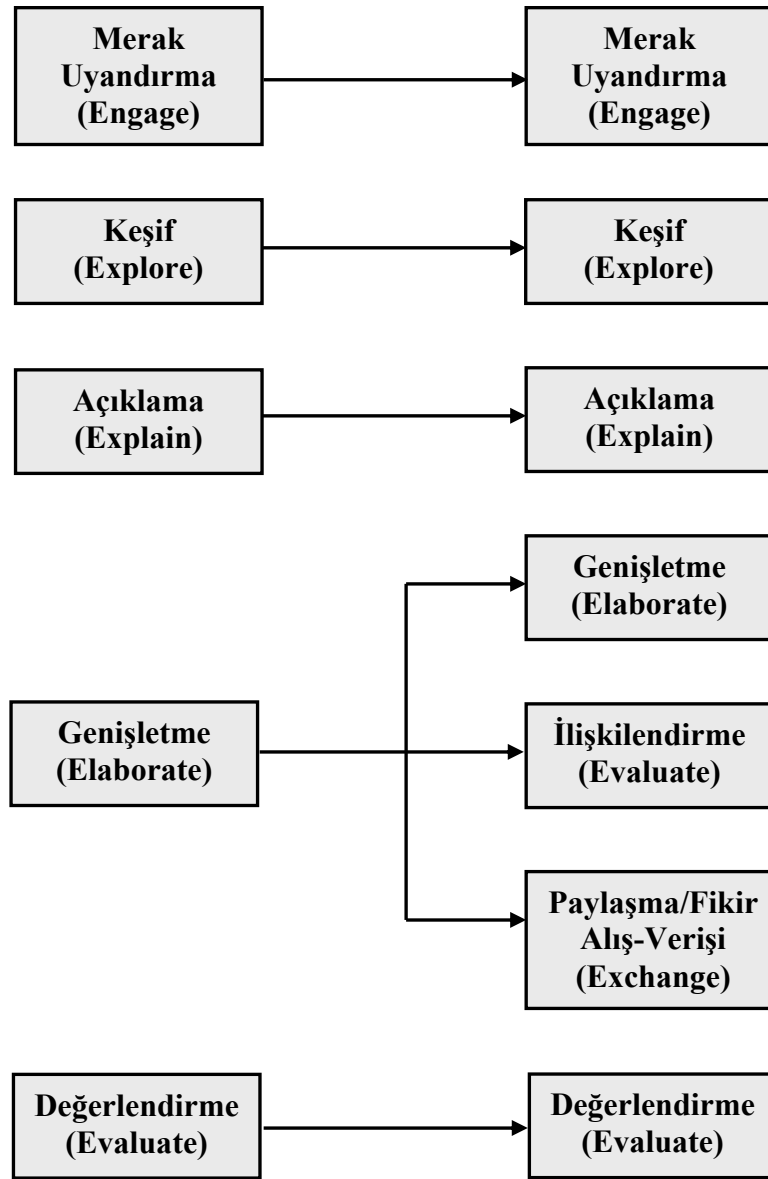 Merak
Uyandırma
(Engage)
Merak
Uyandırma
(Engage)
Keşif
(Explore)
Keşif
(Explore)
Açıklama
(Explain)
Açıklama
(Explain)
Genişletme
(Elaborate)
Genişletme
(Elaborate)
İlişkilendirme
(Evaluate)
Paylaşma/Fikir
Alış-Verişi
(Exchange)
Değerlendirme
(Evaluate)
Değerlendirme
(Evaluate)